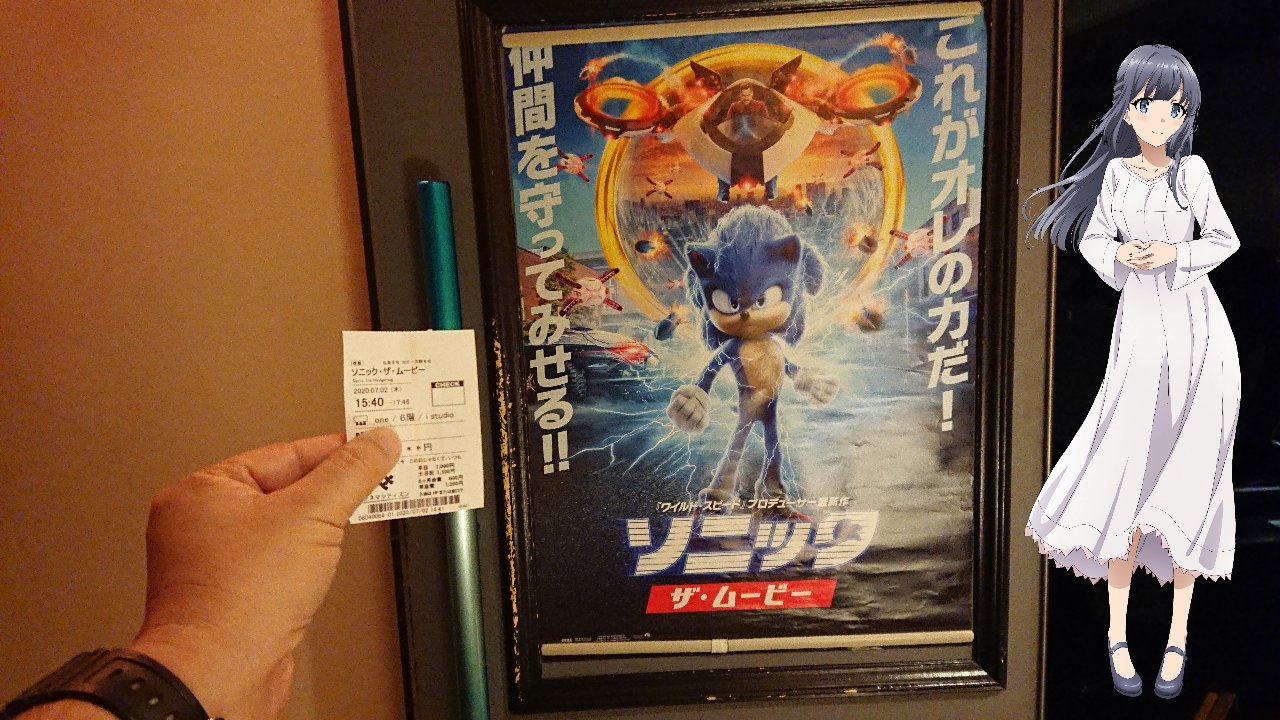 これがオレの力だ!
仲間を守ってみせる!!
『ワイルド・スピード』プロデューサー最新作
ソニック
ザ・ムービー
ソニック・ザ・ムービー
CHECK
2020.07.02 (木)
15:40 ~17:46
one / 6階 / i studio
**円